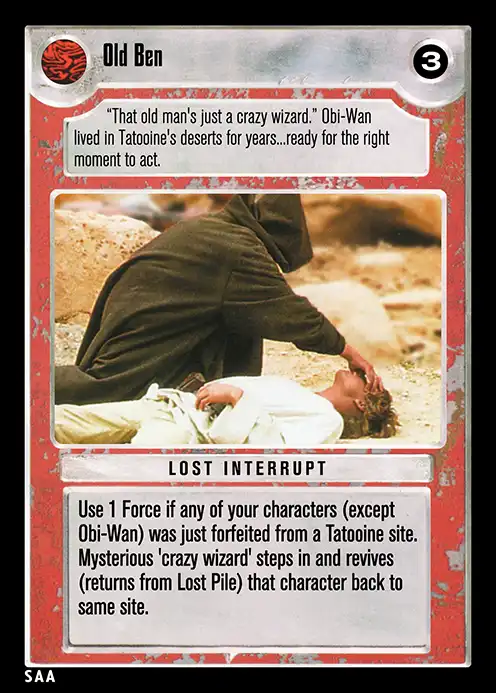 Old Ben
3
“That old man's just a crazy wizard.” Obi-Wan
lived in Tatooine's deserts for years...ready for the right
moment to act.
LOST INTERRUPT
Use 1 Force if any of your characters (except
Obi-Wan) was just forfeited from a Tatooine site.
Mysterious 'crazy wizard' steps in and revives
(returns from Lost Pile) that character back to
same site.
SAA